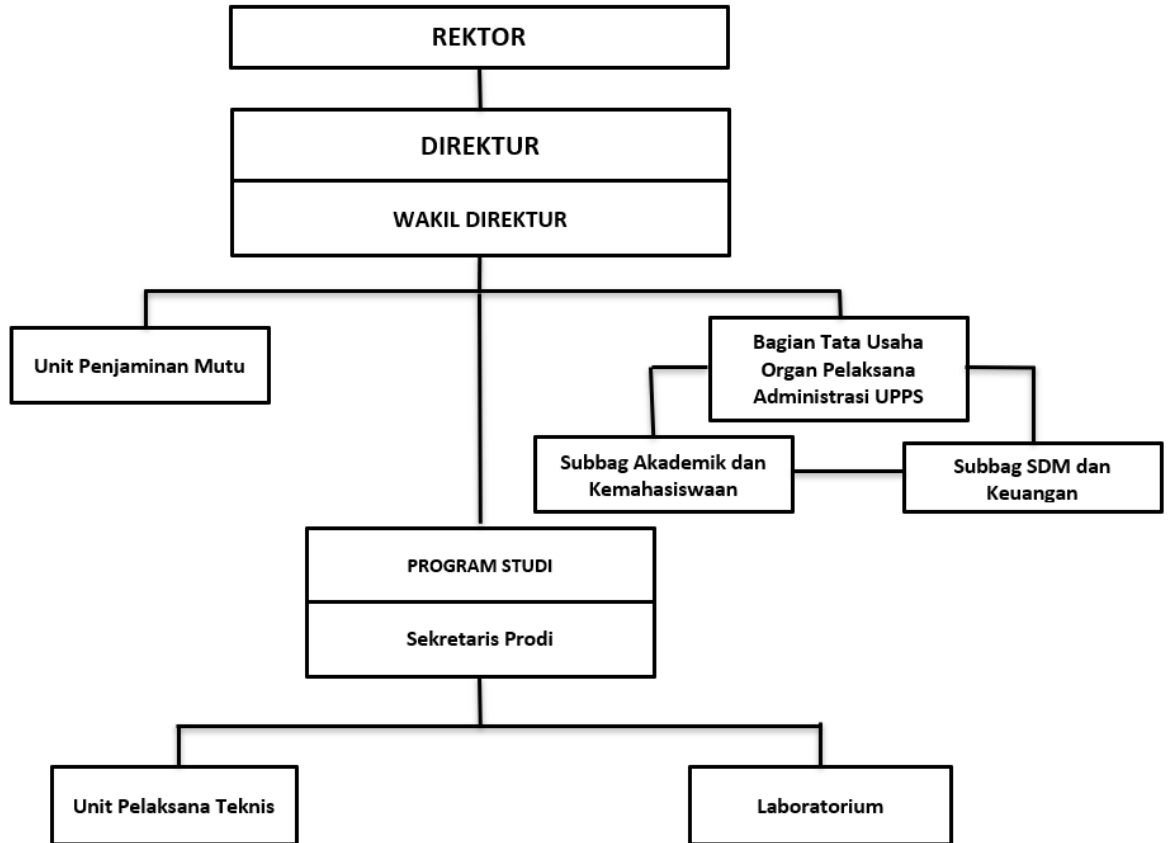 REKTOR
DIREKTUR
WAKIL DIREKTUR
Unit Penjaminan Mutu
Bagian Tata Usaha
Organ Pelaksana
Administrasi UPPS
Subbag Akademik dan
Kemahasiswaan
Subbag SDM dan
Keuangan
PROGRAM STUDI
Sekretaris Prodi
Unit Pelaksana Teknis
Laboratorium